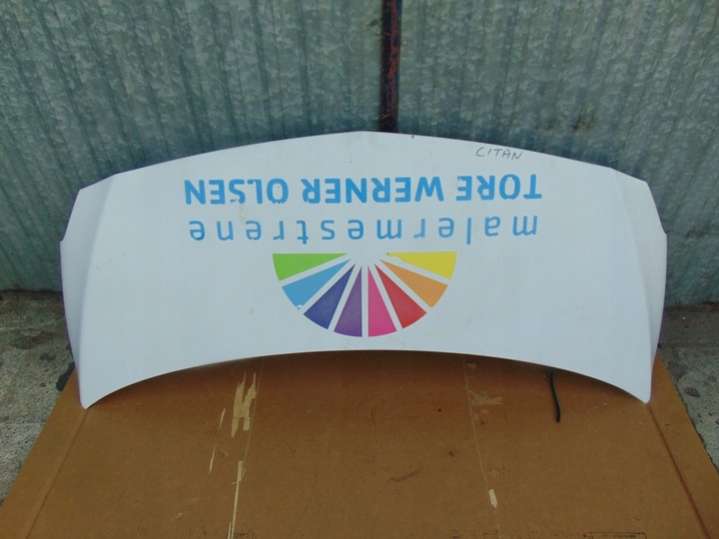 CITAN
malermestrene
TORE WERNER OLSEN